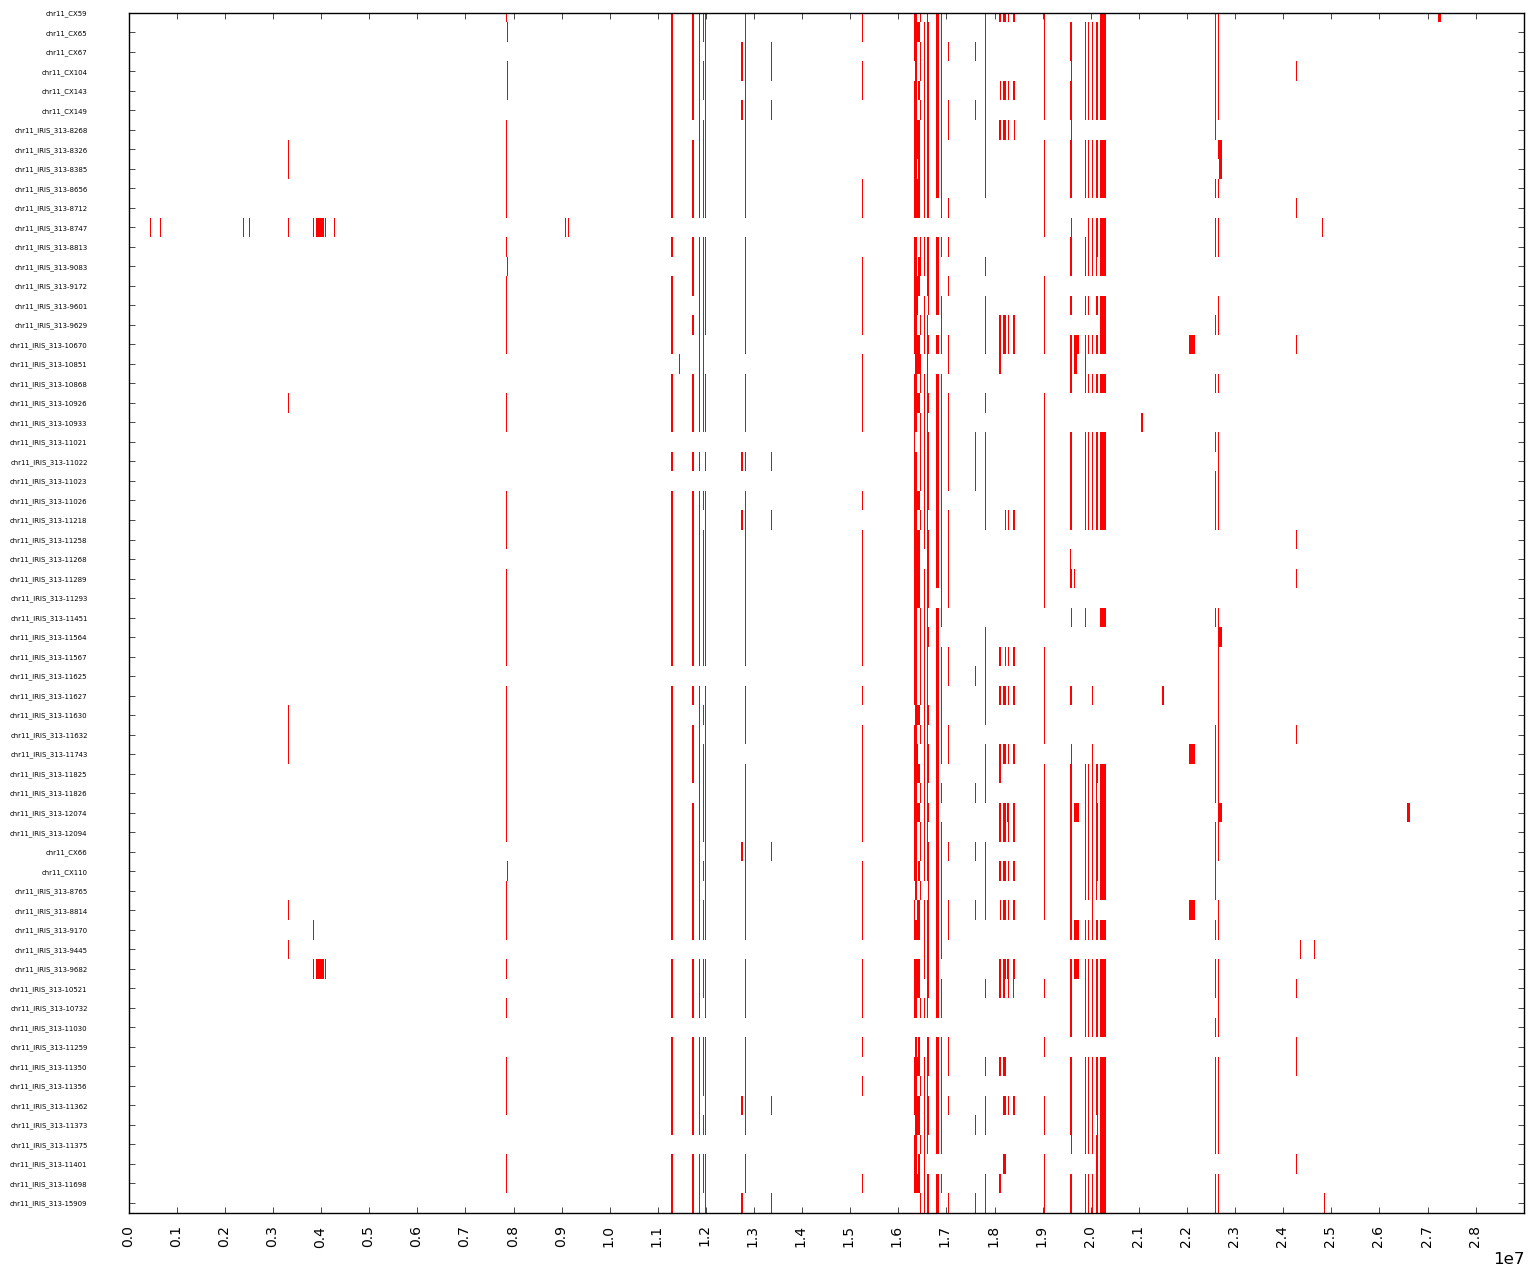 chr11_CX59
chr11_CX65
chr11_CX67
chr11_CX104
chr11_CX143
chr11_CX149
chr11_IRIS_313-8268
chr11_IRIS_313-8326
chr11_IRIS_313-8385
chr11_IRIS_313-8656
chr11_IRIS_313-8712
chr11_IRIS_313-8747
chr11_IRIS_313-8813
chr11_IRIS_313-9083
chr11_IRIS_313-9172
chr11_IRIS_313-9601
chr11_IRIS_313-9629
chr11_IRIS_313-10670
chr11_IRIS_313-10851
chr11_IRIS_313-10868
chr11_IRIS_313-10926
chr11_IRIS_313-10933
chr11_IRIS_313-11021
chr11_IRIS_313-11022
chr11_IRIS_313-11023
chr11_IRIS_313-11026
chr11_IRIS_313-11218
chr11_IRIS_313-11258
chr11_IRIS_313-11268
chr11_IRIS_313-11289
chr11_IRIS_313-11293
chr11_IRIS_313-11451
chr11_IRIS_313-11564
chr11_IRIS_313-11567
chr11_IRIS_313-11625
chr11_IRIS_313-11627
chr11_IRIS_313-11630
chr11_IRIS_313-11632
chr11_IRIS_313-11743
chr11_IRIS_313-11825
chr11_IRIS_313-11826
chr11_IRIS_313-12074
chr11_IRIS_313-12094
chr11_CX66
chr11_CX110
chr11_IRIS_313-8765
chr11_IRIS_313-8814
chr11_IRIS_313-9170
chr11_IRIS_313-9445
chr11_IRIS_313-9682
chr11_IRIS_313-10521
chr11_IRIS_313-10732
chr11_IRIS_313-11030
chr11_IRIS_313-11259
chr11_IRIS_313-11350
chr11_IRIS_313-11356
chr11_IRIS_313-11362
chr11_IRIS_313-11373
chr11_IRIS_313-11375
chr11_IRIS_313-11401
chr11_IRIS_313-11698
chr11_IRIS_313-15909
0.0 0.1 0.2 0.3 0.4 0.5 0.6 0.7 0.8 0.9 1.0 1.1 1.2 1.3 1.4 1.5 1.6 1.7 1.8 1.9 2.0 2.1 2.2 2.3 2.4 2.5 2.6 2.7 2.8
1e7